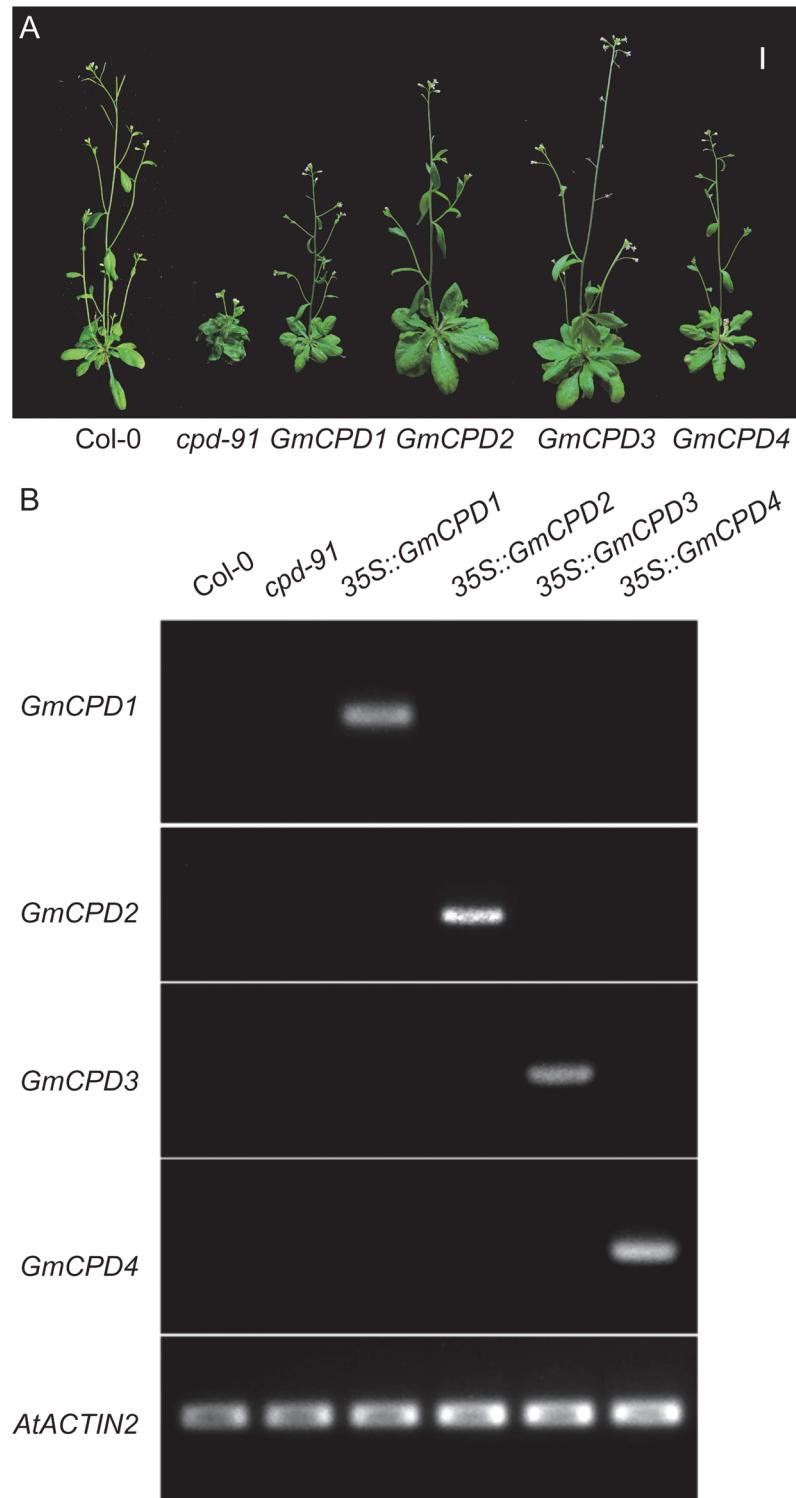 A
Col-0 cpd-91 GmCPD1 GmCPD2 GmCPD3 GmCPD4
B
Col-0 cpd-91 35S::GmCPD1 35S::GmCPD2 35S::GmCPD3 35S::GmCPD4
GmCPD1
GmCPD2
GmCPD3
GmCPD4
AtACTIN2